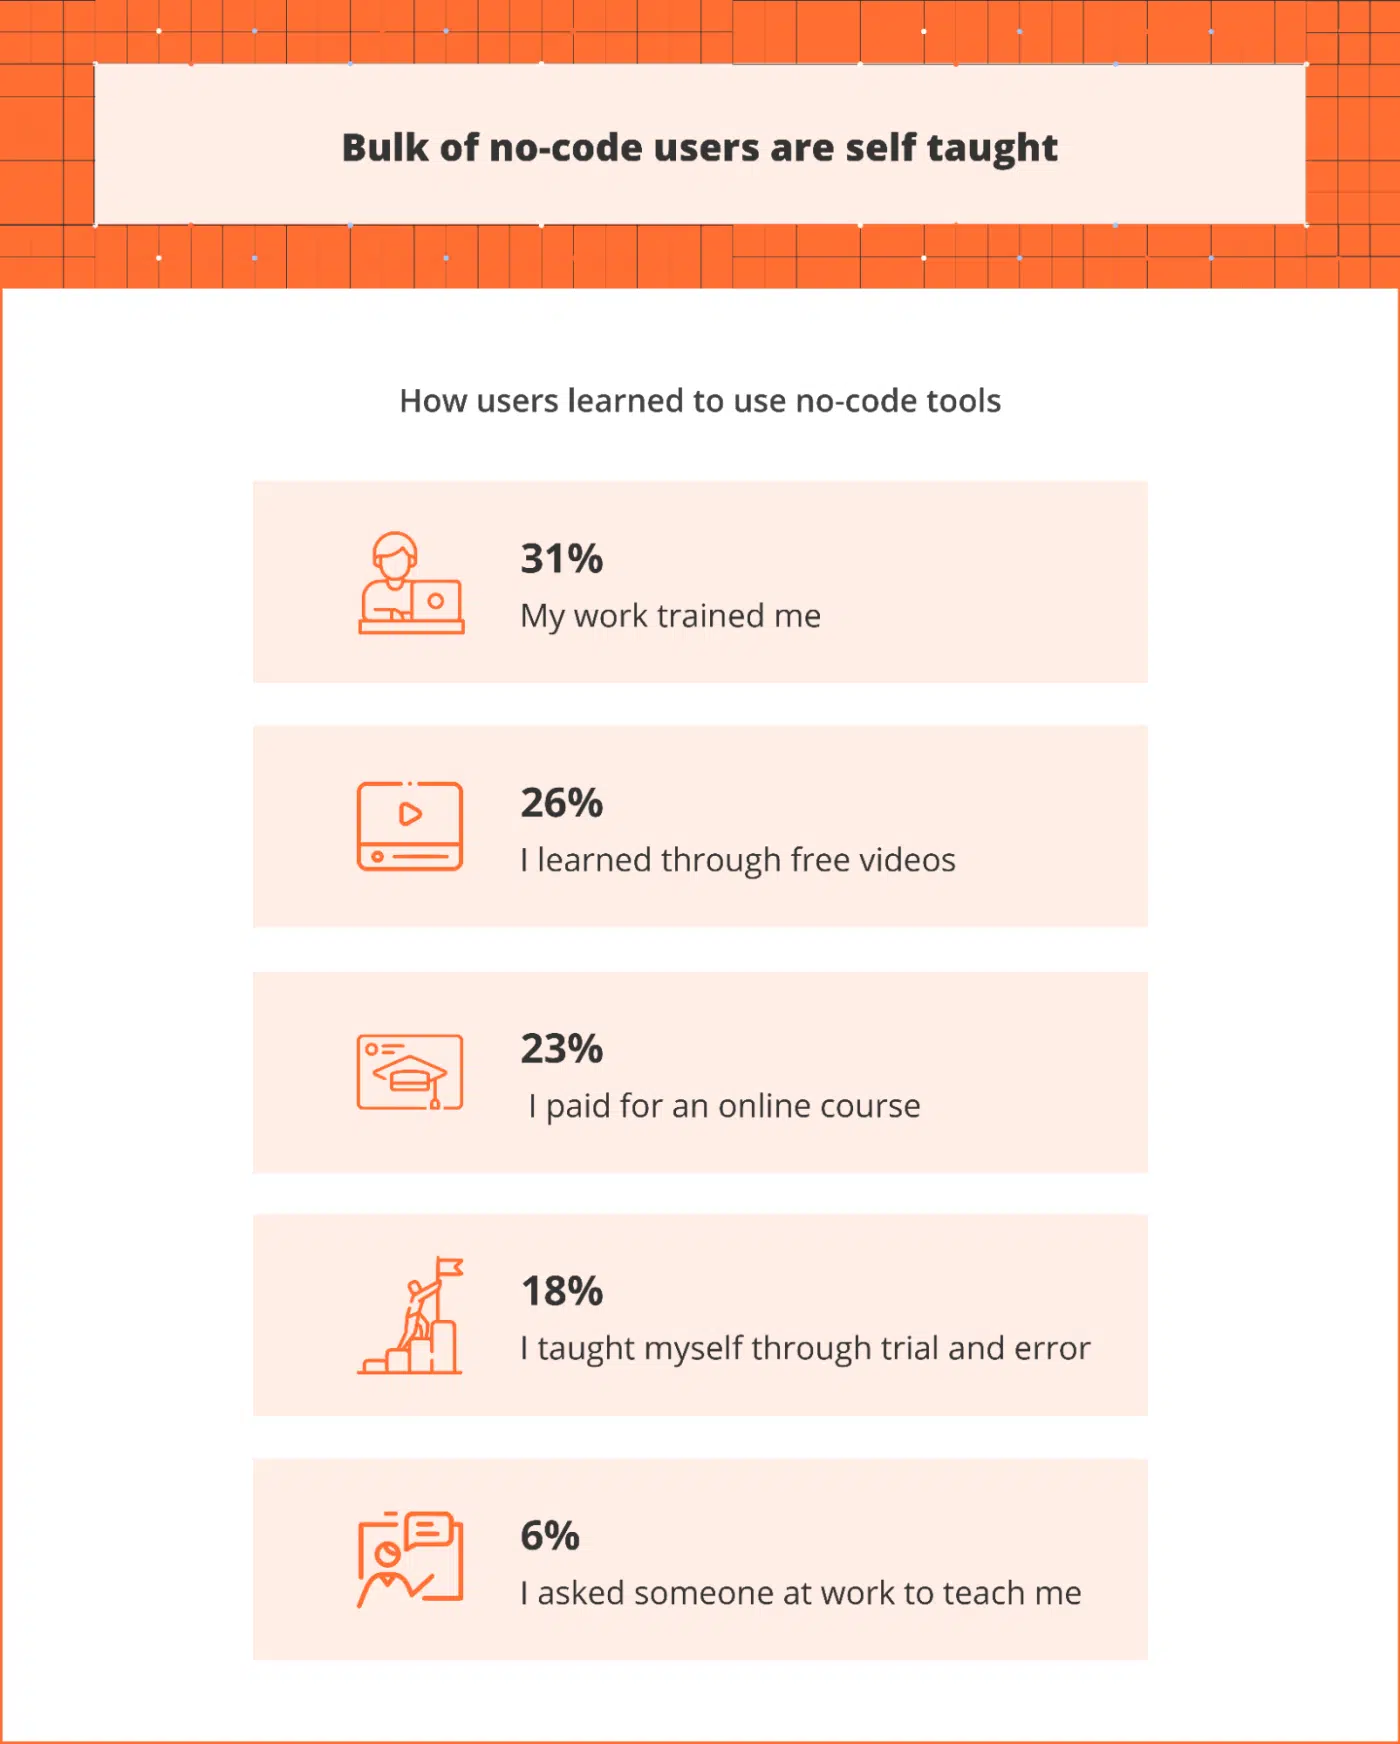 Bulk of no-code users are self taught
How users learned to use no-code tools
31%
My work trained me
26%
I learned through free videos
23%
I paid for an online course
18%
I taught myself through trial and error
6%
I asked someone at work to teach me